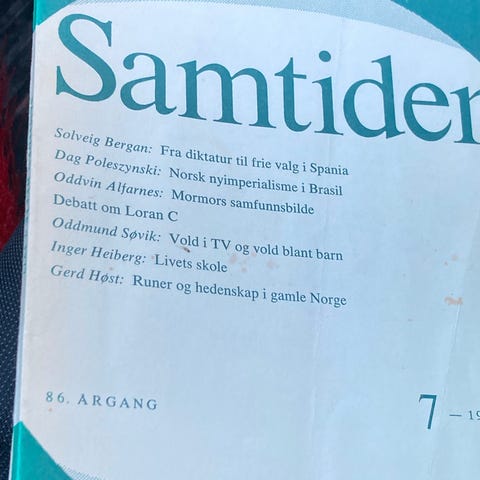 Samtiden
Solveig Bergan: Fra diktatur til frie valg i Spania
Dag Poleszynski: Norsk nyimperialisme i Brasil
Oddvin Alfarnes: Mormors samfunnsbilde
Debatt om Loran C
Oddmund Søvik: Vold i TV og vold blant barn
Inger Heiberg: Livets skole
Gerd Høst: Runer og hedenskap i gamle Norge
86. ÅRGANG
7 – 19